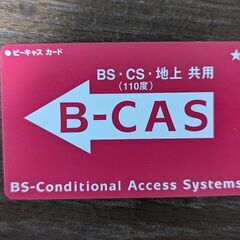 ビーキャス カード
BS・CS・地上 共用
(110度)
B-CAS
BS-Conditional Access Systems